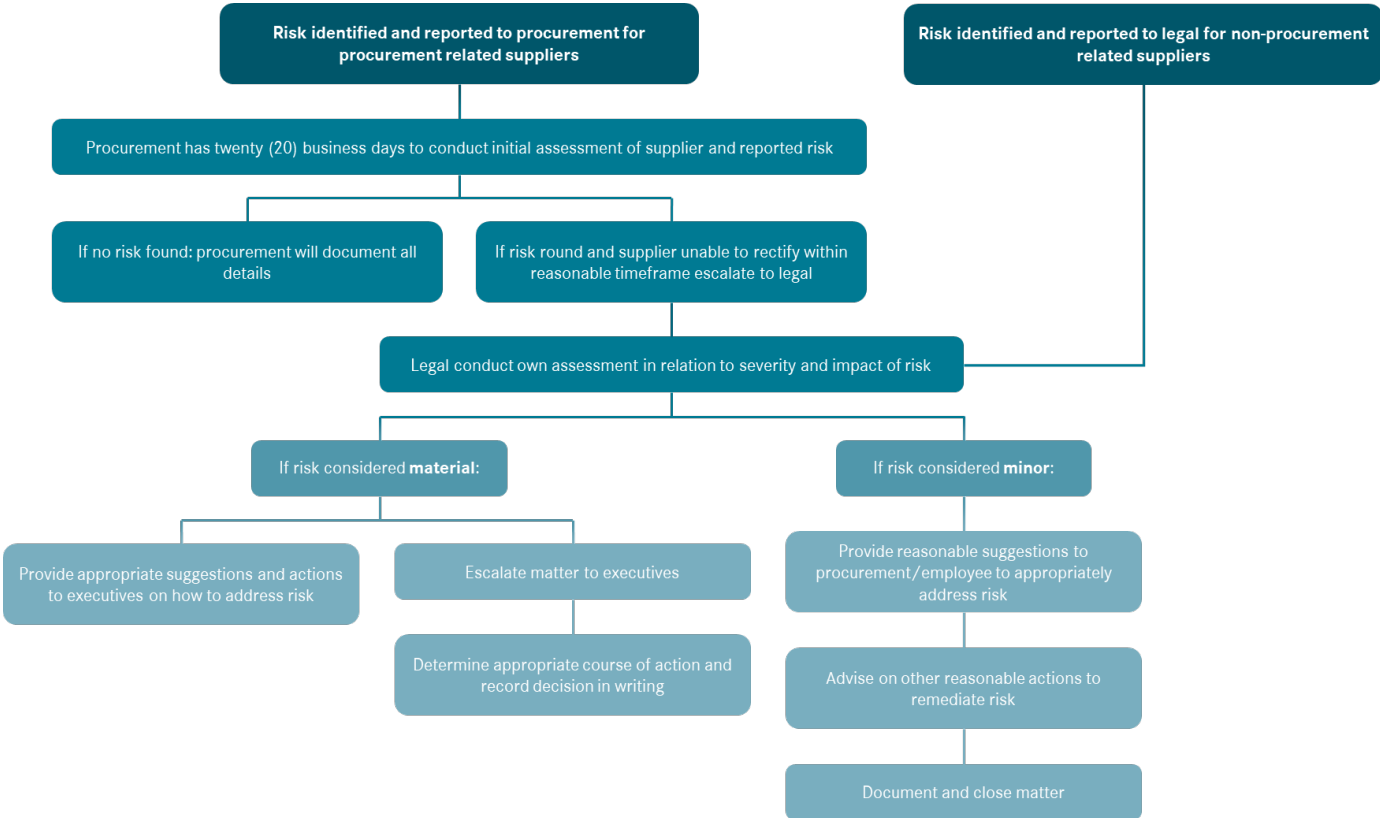 Risk identified and reported to procurement for
procurement related suppliers
Risk identified and reported to legal for non-procurement
related suppliers
Procurement has twenty (20) business days to conduct initial assessment of supplier and reported risk
If no risk found: procurement will document all
details
If risk round and supplier unable to rectify within
reasonable timeframe escalate to legal
Legal conduct own assessment in relation to severity and impact of risk
If risk considered material:
If risk considered minor:
Provide appropriate suggestions and actions
to executives on how to address risk
Escalate matter to executives
Determine appropriate course of action and
record decision in writing
Provide reasonable suggestions to
procurement/employee to appropriately
address risk
Advise on other reasonable actions to
remediate risk
Document and close matter